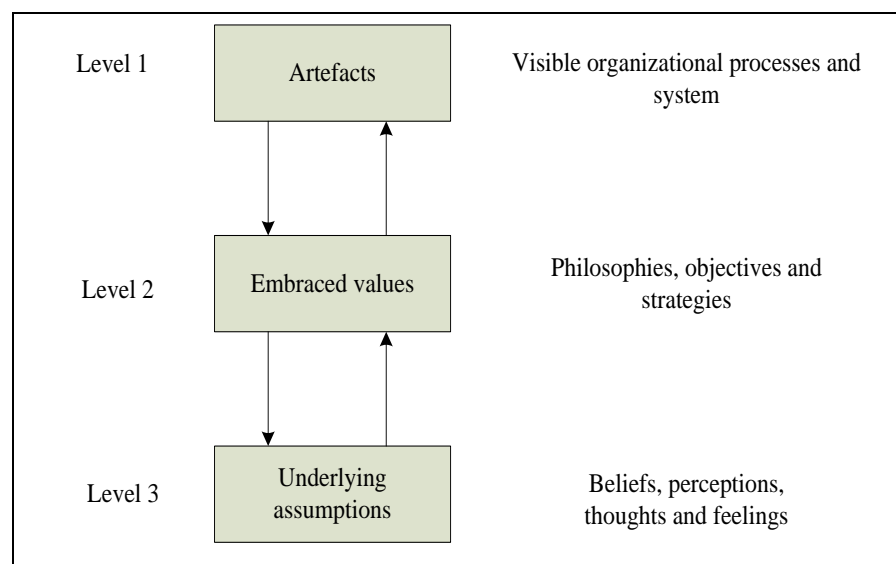 Level 1
Artefacts
Visible organizational processes and
system
Level 2
Embraced values
Philosophies, objectives and
strategies
Level 3
Underlying
assumptions
Beliefs, perceptions,
thoughts and feelings